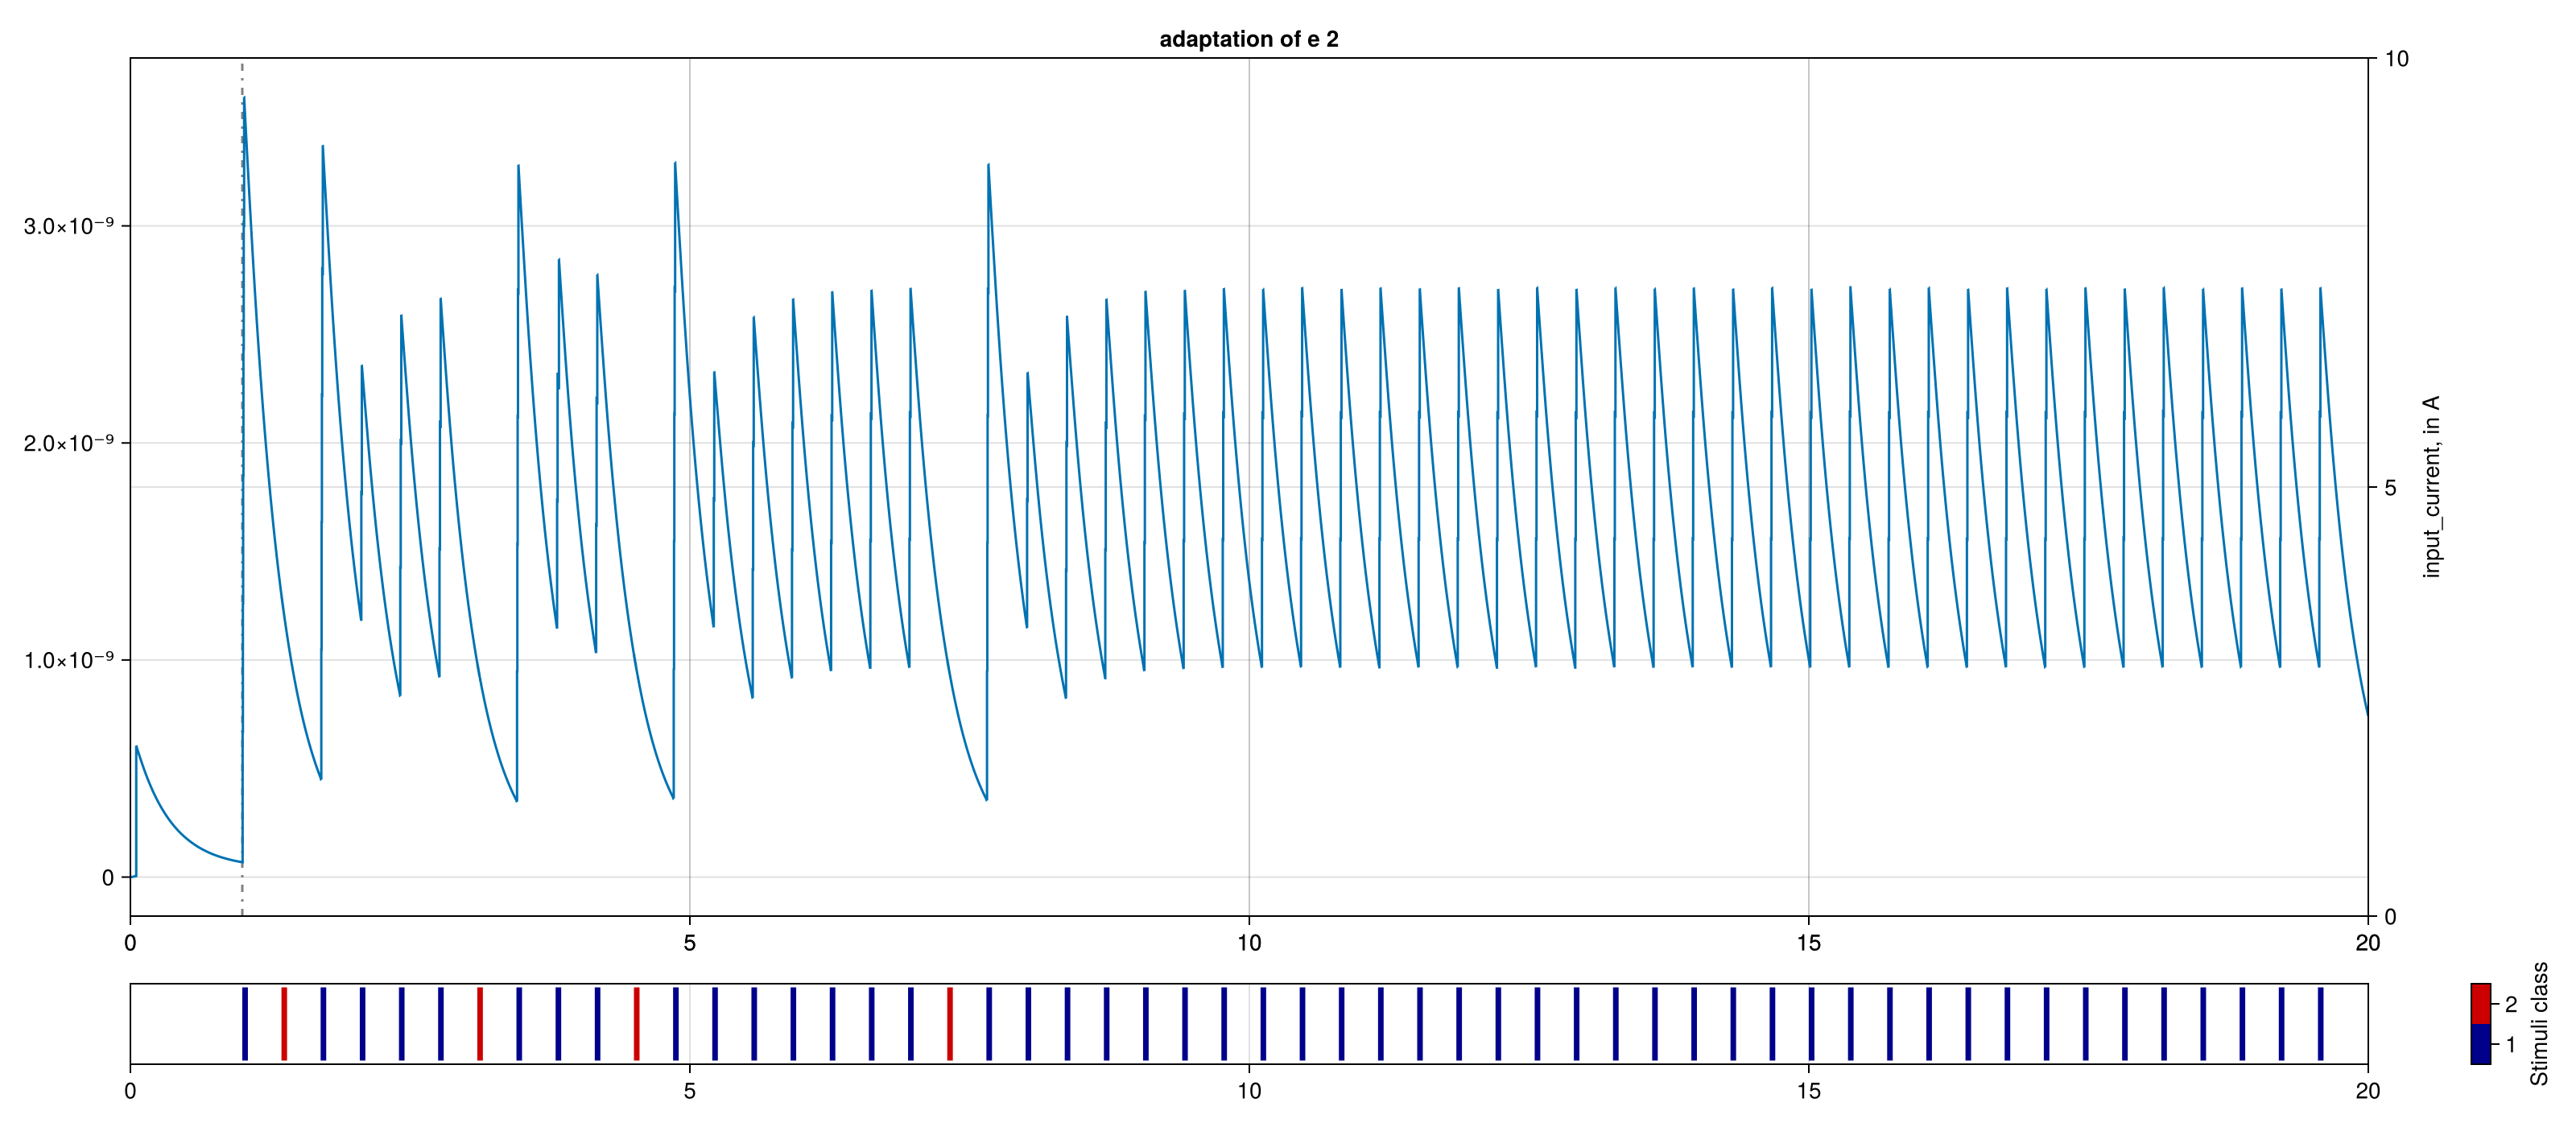 adaptation of e 2
10
3.0×10⁻⁹
2.0×10⁻⁹
5
input_current, in A
1.0×10⁻⁹
0
0
0 5 10 15 20
2
1
Stimuli class
0 5 10 15 20